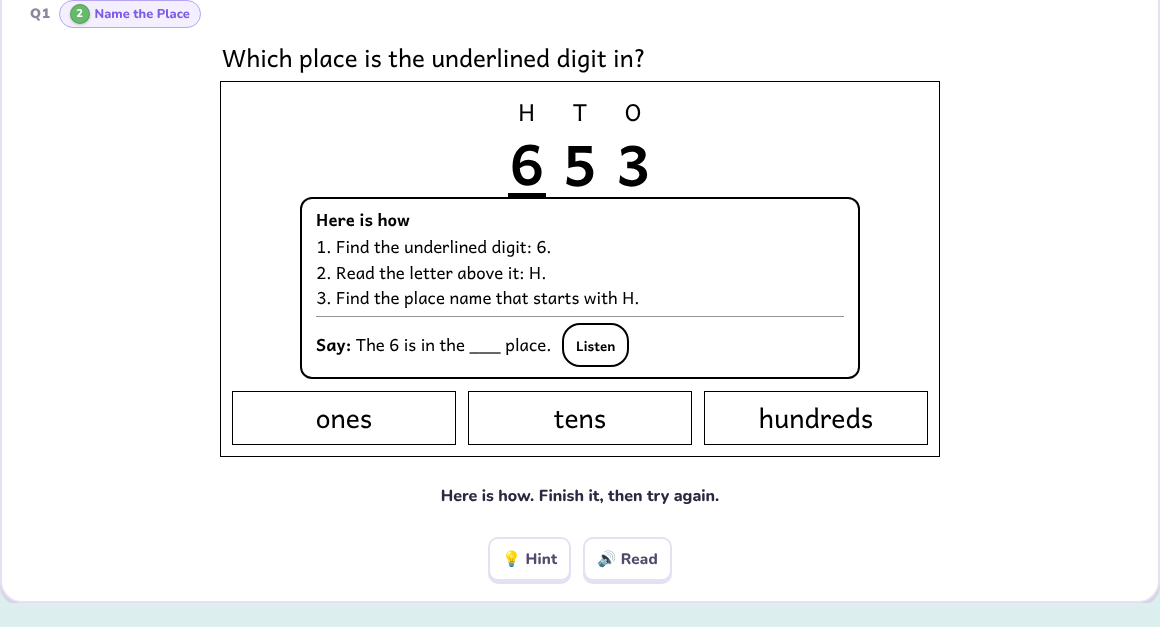 Q1 2 Name the Place
Which place is the underlined digit in?
H T O
6 5 3
Here is how
1. Find the underlined digit: 6.
2. Read the letter above it: H.
3. Find the place name that starts with H.
Say: The 6 is in the ___ place. Listen
ones tens hundreds
Here is how. Finish it, then try again.
💡 Hint 🔊 Read